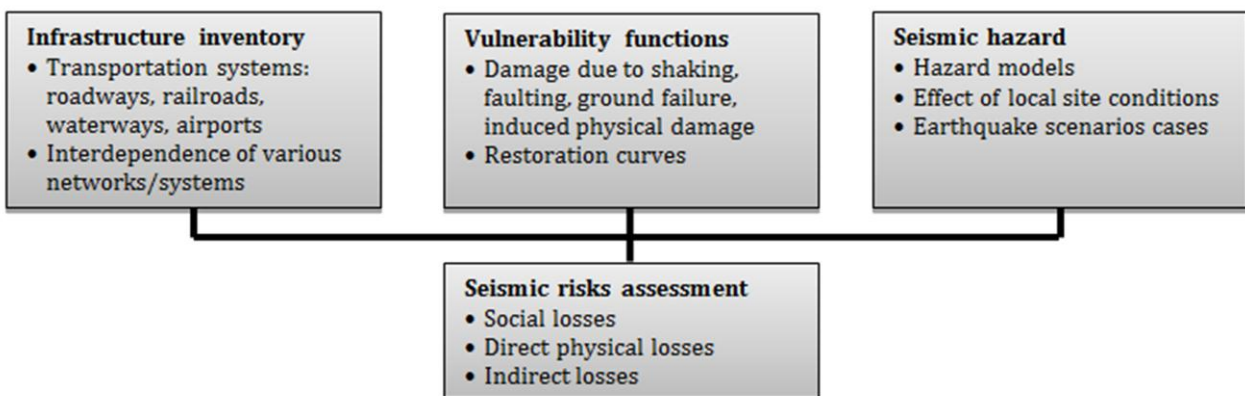 Infrastructure inventory
• Transportation systems:
roadways, railroads,
waterways, airports
• Interdependence of various
networks/systems
Vulnerability functions
• Damage due to shaking,
faulting, ground failure,
induced physical damage
• Restoration curves
Seismic hazard
• Hazard models
• Effect of local site conditions
• Earthquake scenarios cases
Seismic risks assessment
• Social losses
• Direct physical losses
• Indirect losses